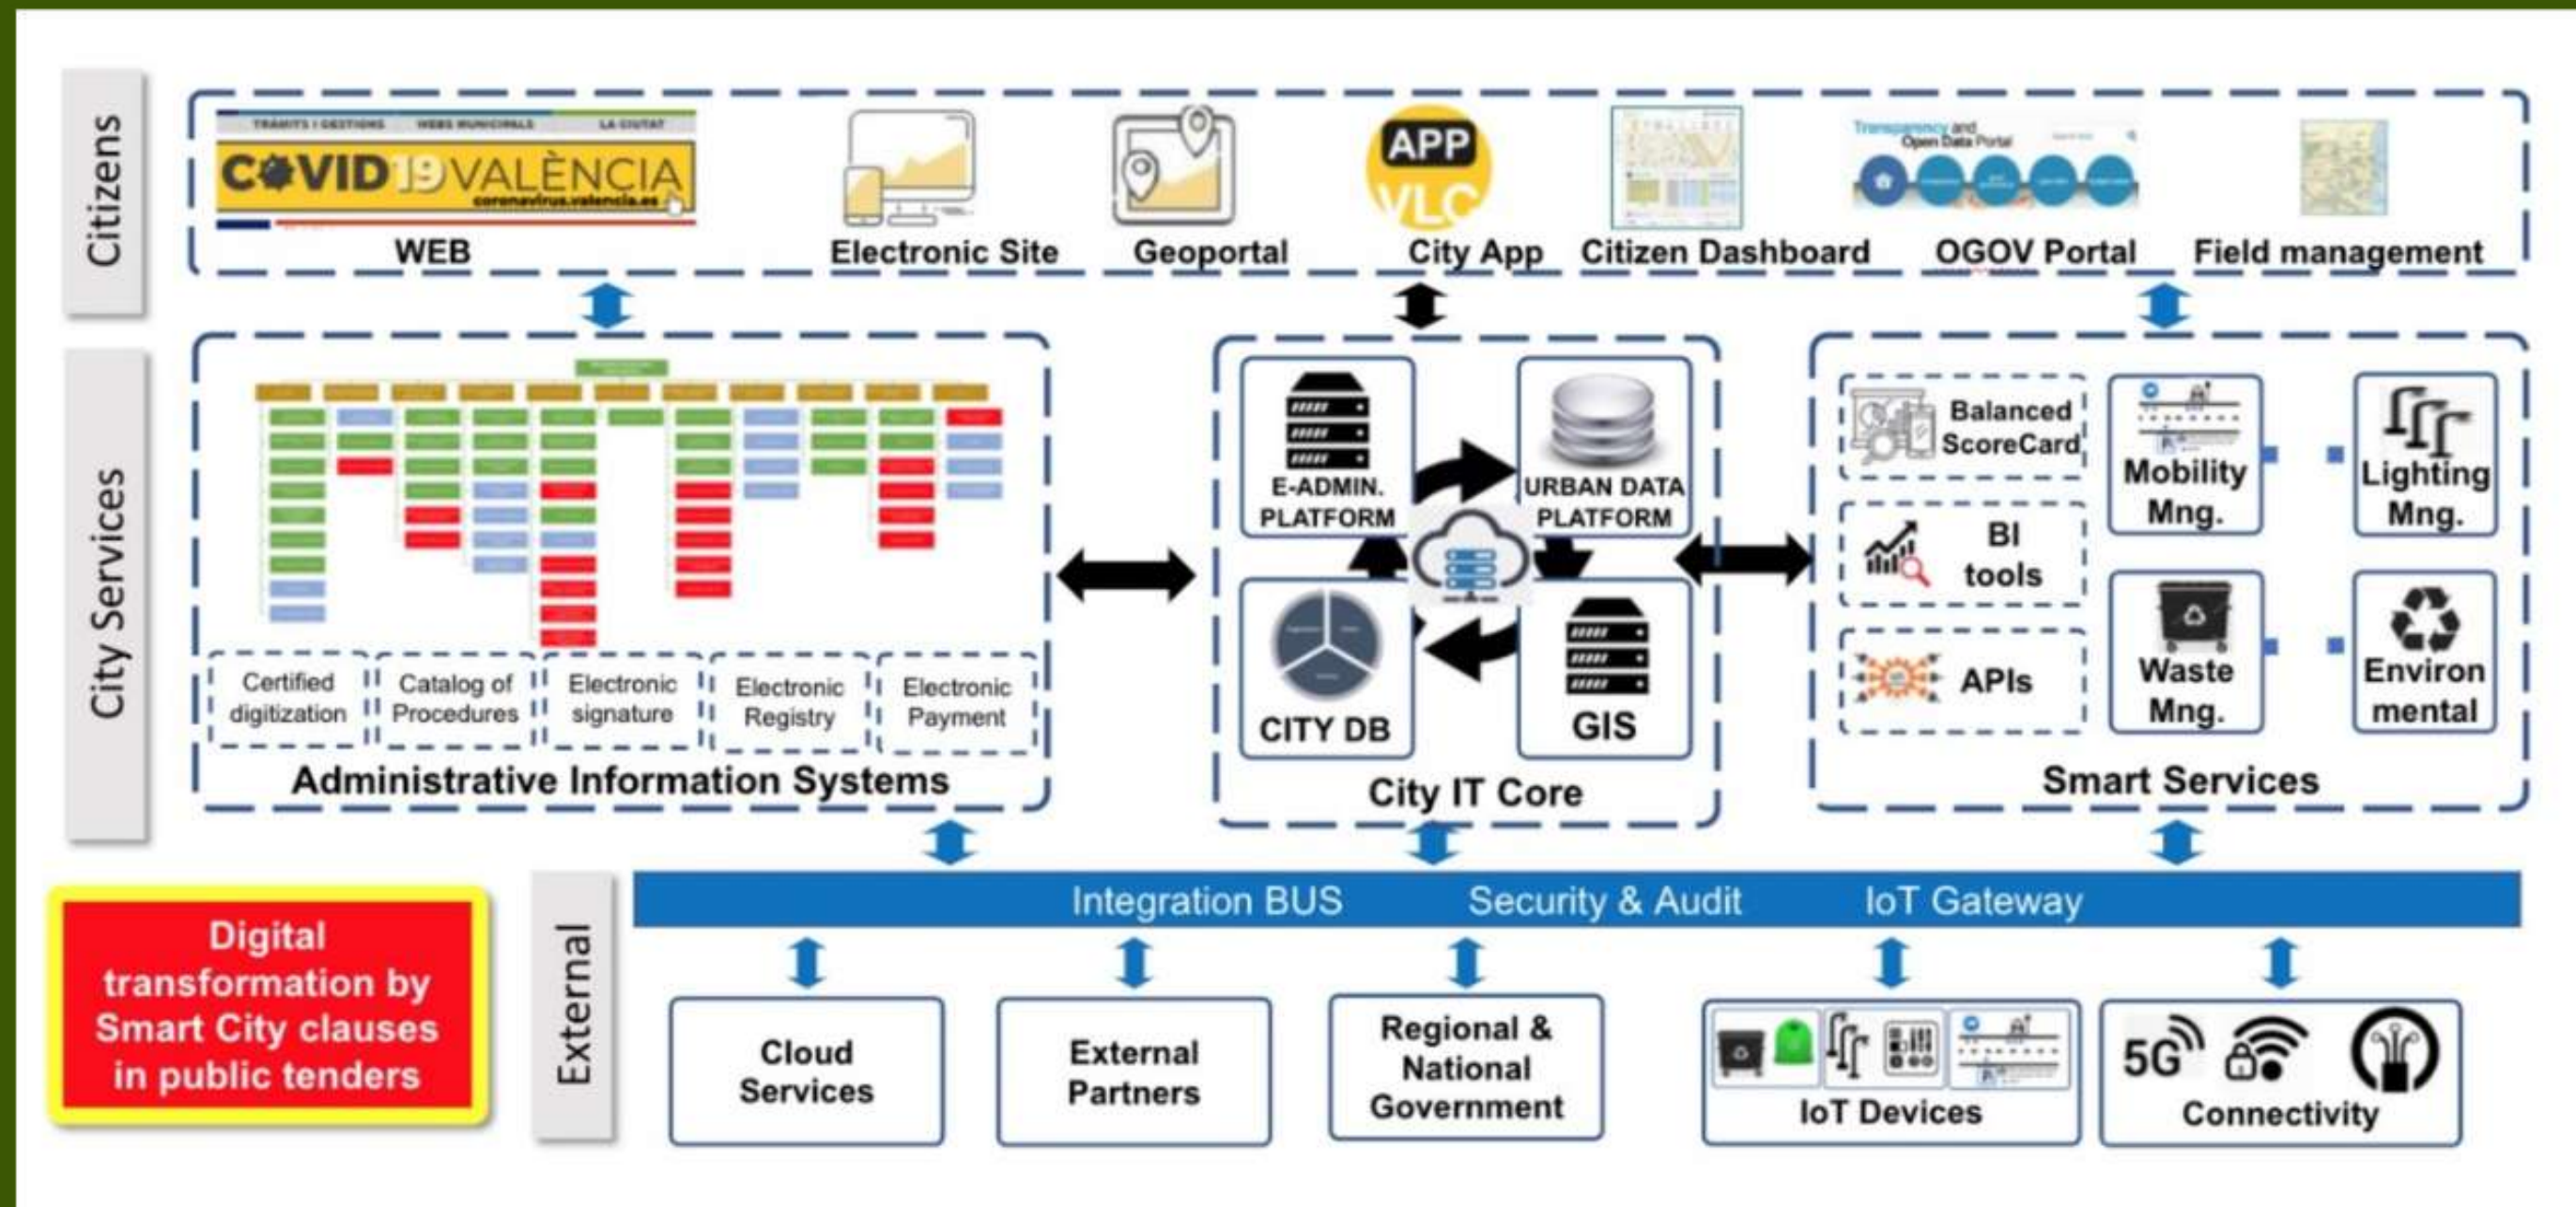 Citizens
TRÀMITS I GESTIONS WEBS MUNICIPALS LA CIUTAT
COVID19 VALÈNCIA
coronavirus.valencia.es
WEB
Electronic Site
Geoportal
APP
VLC
City App
Citizen Dashboard
Transparency and
Open Data Portal
OGOV Portal
Field management
City Services
Certified
digitization
Catalog of
Procedures
Electronic
signature
Electronic
Registry
Electronic
Payment
Administrative Information Systems
E-ADMIN.
PLATFORM
URBAN DATA
PLATFORM
CITY DB
GIS
City IT Core
Balanced
ScoreCard
BI
tools
APIs
Mobility
Mng.
Lighting
Mng.
Waste
Mng.
Environ
mental
Smart Services
Digital
transformation by
Smart City clauses
in public tenders
External
Integration BUS Security & Audit IoT Gateway
Cloud
Services
External
Partners
Regional &
National
Government
IoT Devices
5G
Connectivity